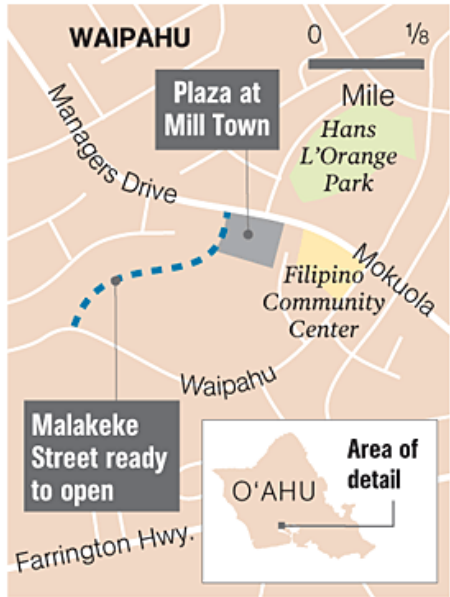 WAIPAHU
0 1/8
Mile
Plaza at
Mill Town
Hans
L'Orange
Park
Managers Drive
Mokuola
Filipino
Community
Center
Waipahu
Malakeke
Street ready
to open
Area of
detail
O'AHU
Farrington Hwy.